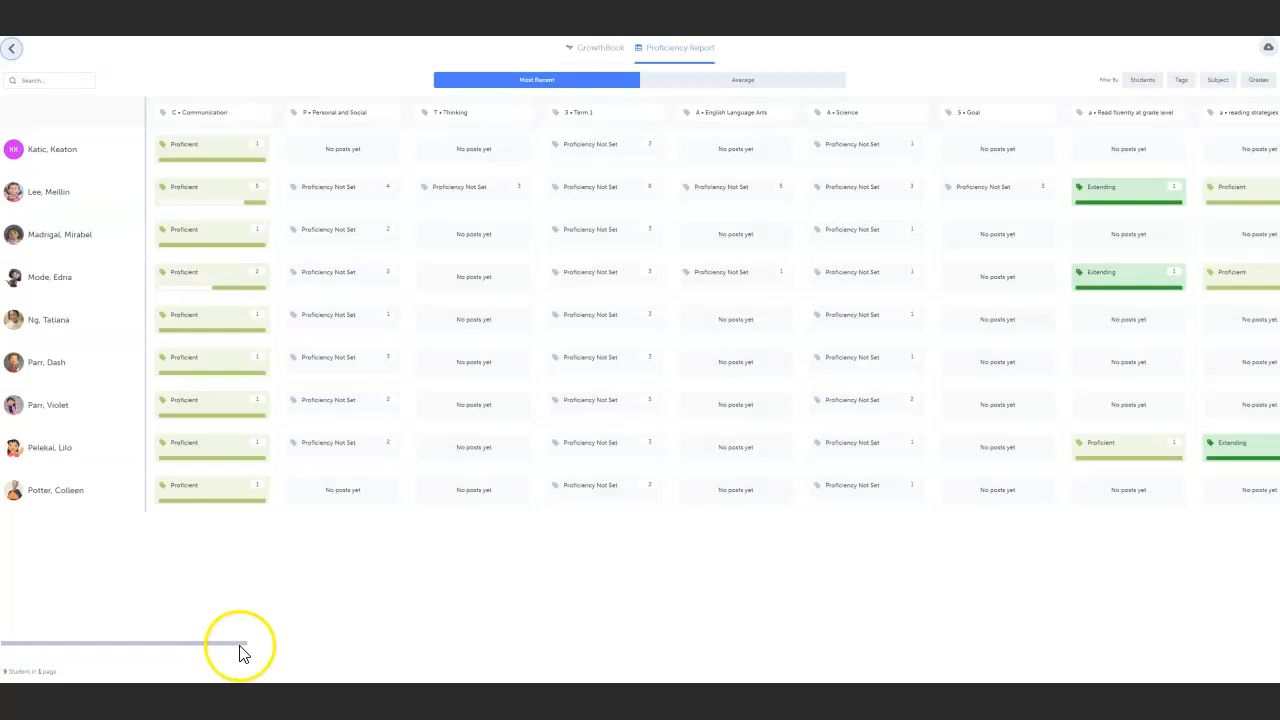 GrowthBook Proficiency Report
Search...
Most Recent Average
Filter By Students Tags Subject Grades
C • Communication P • Personal and Social T • Thinking 3 • Term 1 A • English Language Arts A • Science S • Goal a • Read fluently at grade level a • reading strategies
KK Katic, Keaton Proficient 1 No posts yet No posts yet Proficiency Not Set 2 No posts yet Proficiency Not Set 1 No posts yet No posts yet No posts yet
Lee, Meillin Proficient 5 Proficiency Not Set 4 Proficiency Not Set 3 Proficiency Not Set 8 Proficiency Not Set 5 Proficiency Not Set 3 Proficiency Not Set 3 Extending 1 Proficient
Madrigal, Mirabel Proficient 1 Proficiency Not Set 2 No posts yet Proficiency Not Set 3 No posts yet Proficiency Not Set 1 No posts yet No posts yet No posts yet
Mode, Edna Proficient 2 Proficiency Not Set 2 No posts yet Proficiency Not Set 3 Proficiency Not Set 1 Proficiency Not Set 1 No posts yet Extending 1 Proficient
Ng, Tatiana Proficient 1 Proficiency Not Set 1 No posts yet Proficiency Not Set 3 No posts yet Proficiency Not Set 1 No posts yet No posts yet No posts yet
Parr, Dash Proficient 1 Proficiency Not Set 3 No posts yet Proficiency Not Set 3 No posts yet Proficiency Not Set 1 No posts yet No posts yet No posts yet
Parr, Violet Proficient 1 Proficiency Not Set 2 No posts yet Proficiency Not Set 5 No posts yet Proficiency Not Set 2 No posts yet No posts yet No posts yet
Pelekai, Lilo Proficient 1 Proficiency Not Set 2 No posts yet Proficiency Not Set 3 No posts yet Proficiency Not Set 1 No posts yet Proficient 1 Extending
Potter, Colleen Proficient 1 No posts yet No posts yet Proficiency Not Set 2 No posts yet Proficiency Not Set 1 No posts yet No posts yet No posts yet
9 Student in 1 page